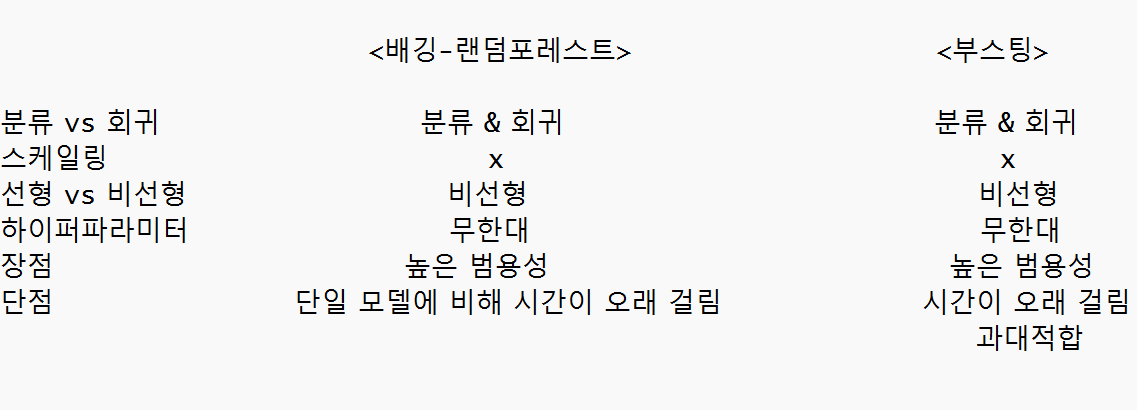 <배깅-랜덤포레스트> <부스팅>
분류 vs 회귀 분류 & 회귀 분류 & 회귀
스케일링 x x
선형 vs 비선형 비선형 비선형
하이퍼파라미터 무한대 무한대
장점 높은 범용성 높은 범용성
단점 단일 모델에 비해 시간이 오래 걸림 시간이 오래 걸림
과대적합